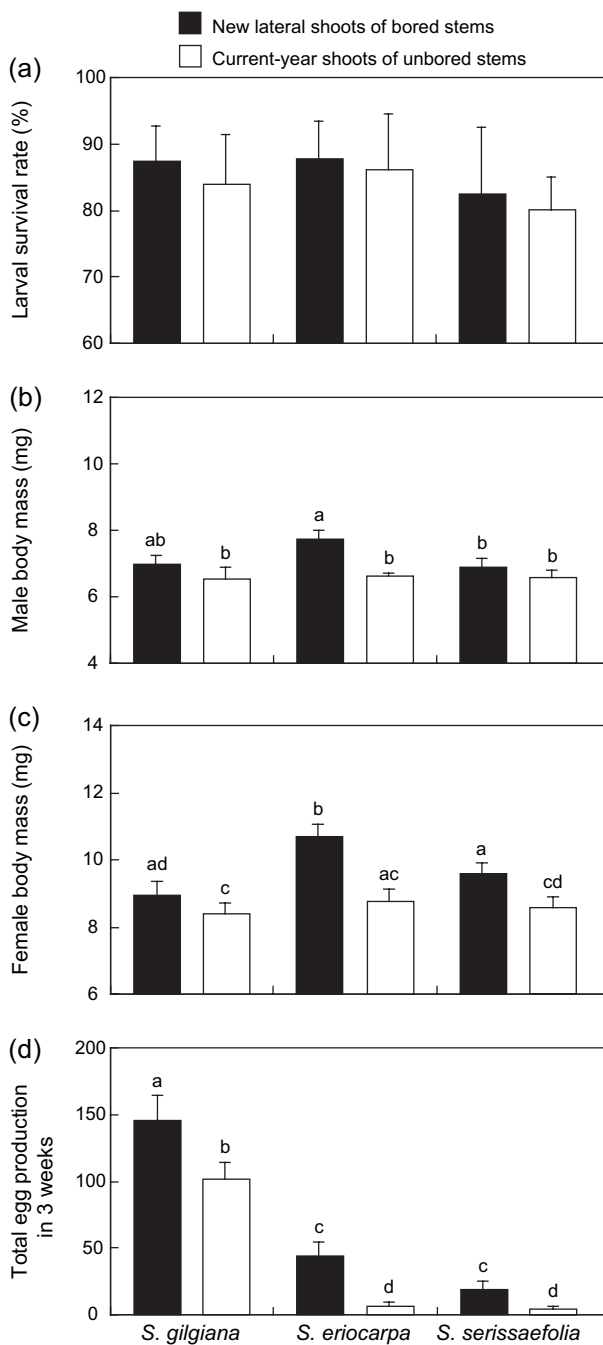 New lateral shoots of bored stems
Current-year shoots of unbored stems
(a)
Larval survival rate (%)
100
90
80
70
60
(b)
Male body mass (mg)
12
10
8
6
4
ab
b
a
b
b
b
(c)
Female body mass (mg)
14
12
10
8
6
ad
c
b
ac
a
cd
(d)
Total egg production
in 3 weeks
200
150
100
50
0
a
b
c
d
c
d
S. gilgiana S. eriocarpa S. serissaefolia